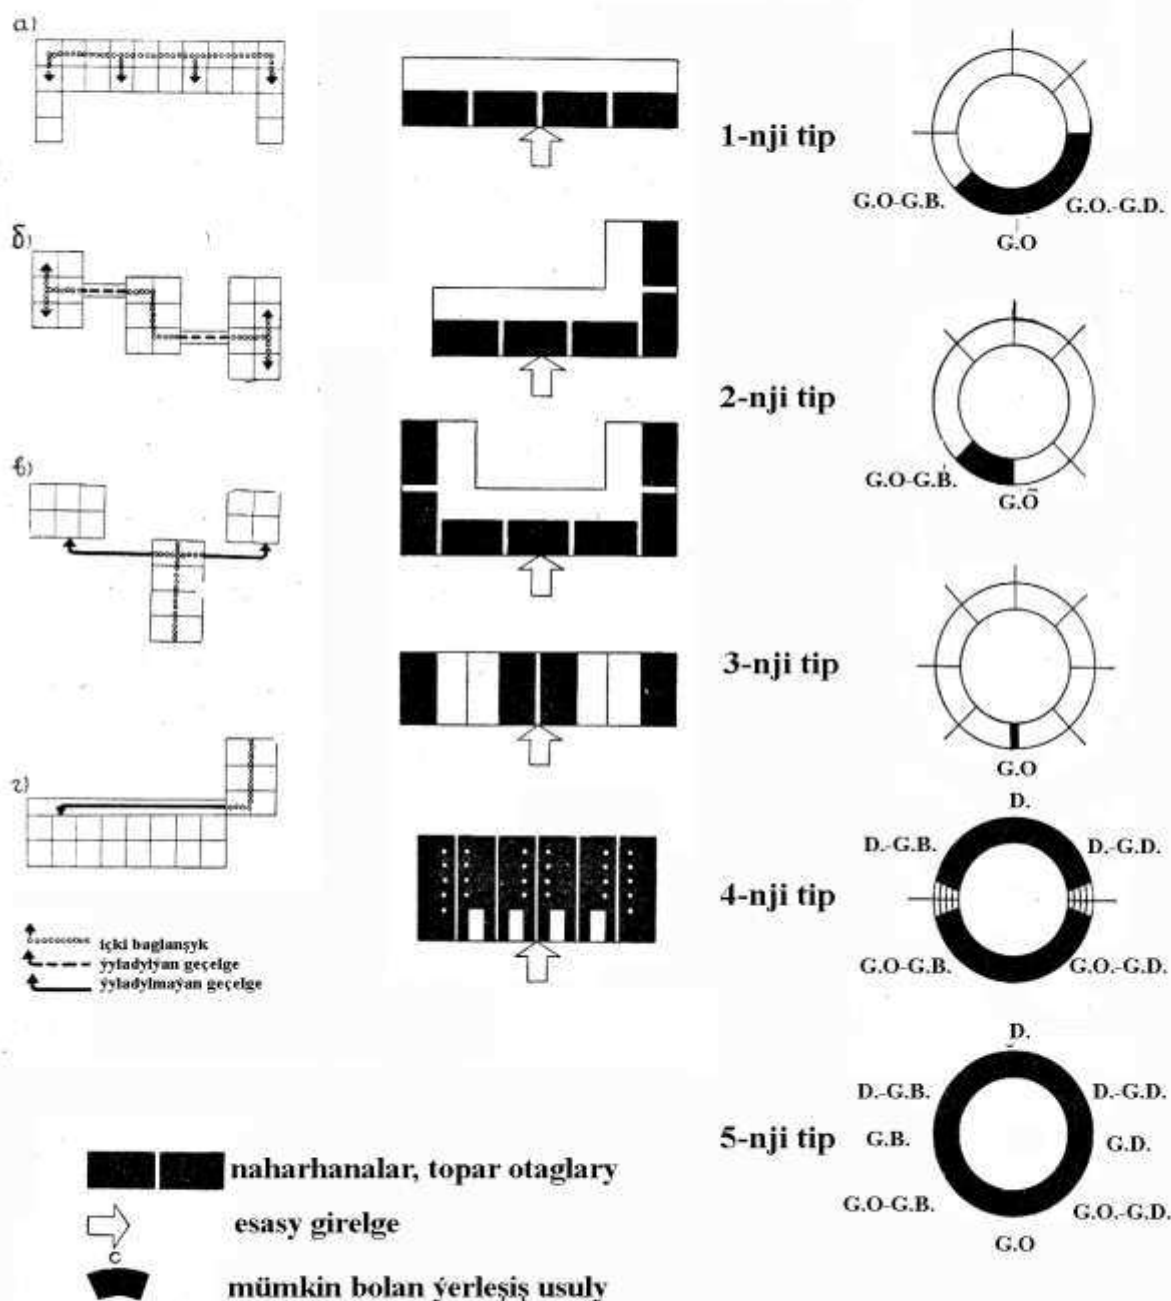 а)
б)
в)
г)
içki baglanşyk
ýyladylýan geçelge
ýyladylmaýan geçelge
1-nji tip
G.O-G.B.
G.O.-G.D.
G.O
2-nji tip
G.O-G.B.
G.O
3-nji tip
G.O
4-nji tip
D.
D.-G.B.
D.-G.D.
G.O-G.B.
G.O.-G.D.
5-nji tip
D.
D.-G.B.
D.-G.D.
G.B.
G.D.
G.O-G.B.
G.O.-G.D.
G.O
naharhanalar, topar otaglary
esasy girelge
C
mümkin bolan ýerleşiş usuly